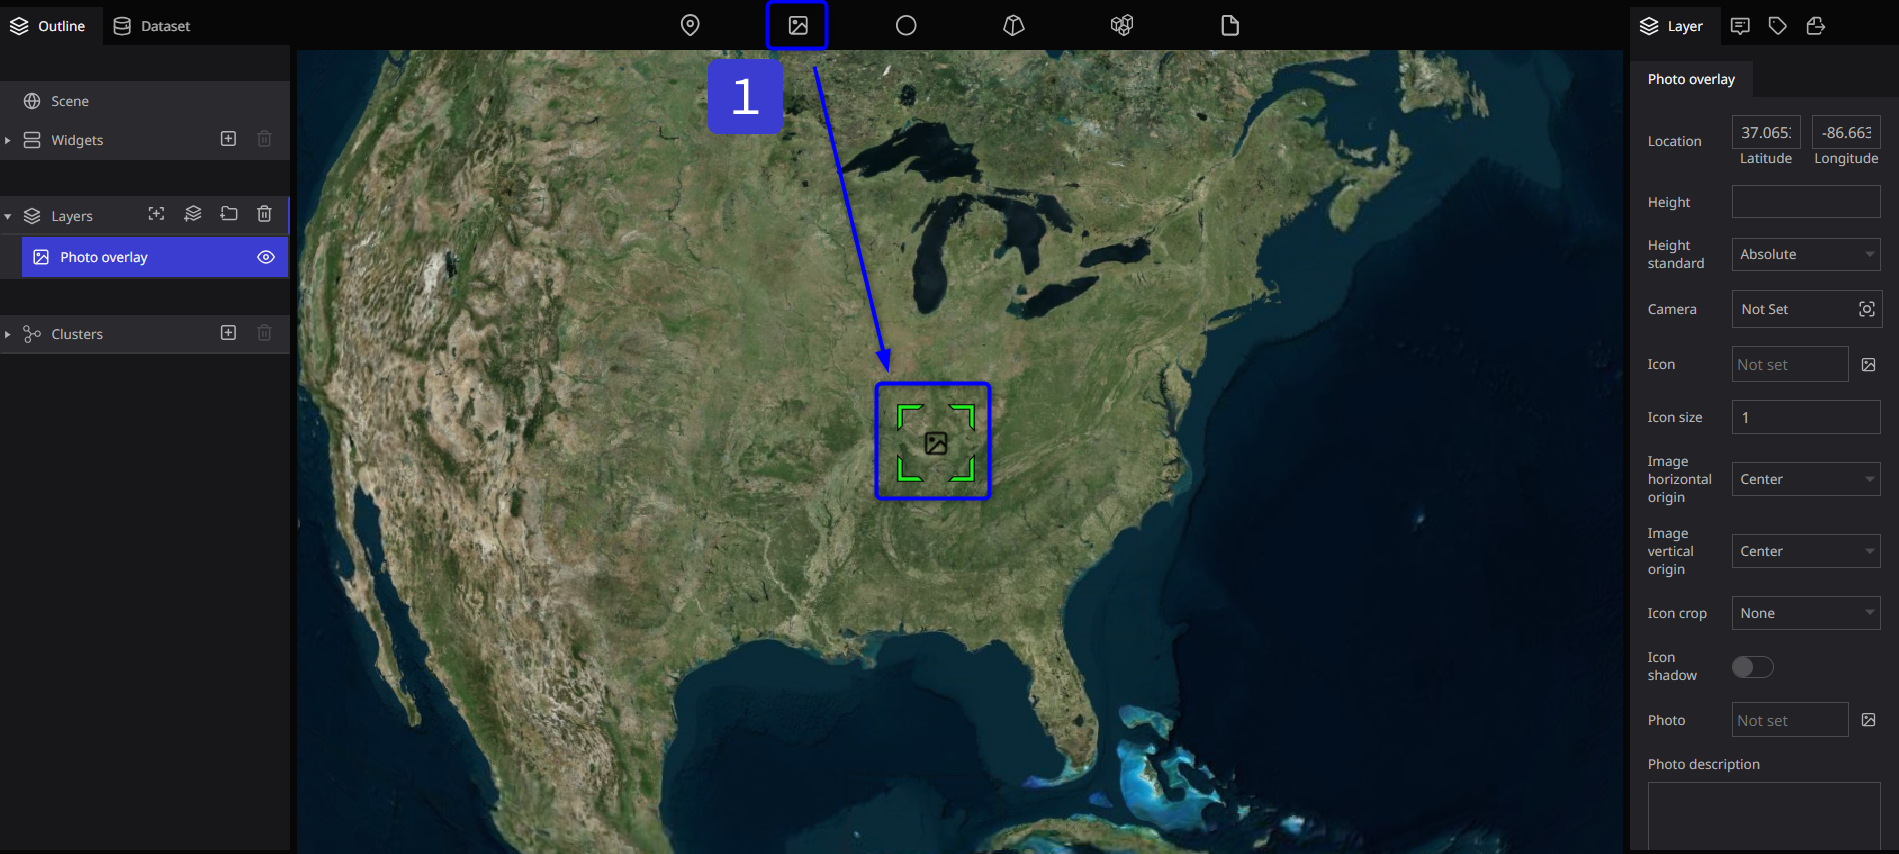 Outline
Dataset
Layer
1
Scene
Widgets
Layers
Photo overlay
Clusters
Photo overlay
Location
37.065
-86.663
Latitude
Longitude
Height
Height
standard
Absolute
Camera
Not Set
Icon
Not set
Icon size
1
Image
horizontal
origin
Center
Image
vertical
origin
Center
Icon crop
None
Icon
shadow
Photo
Not set
Photo description